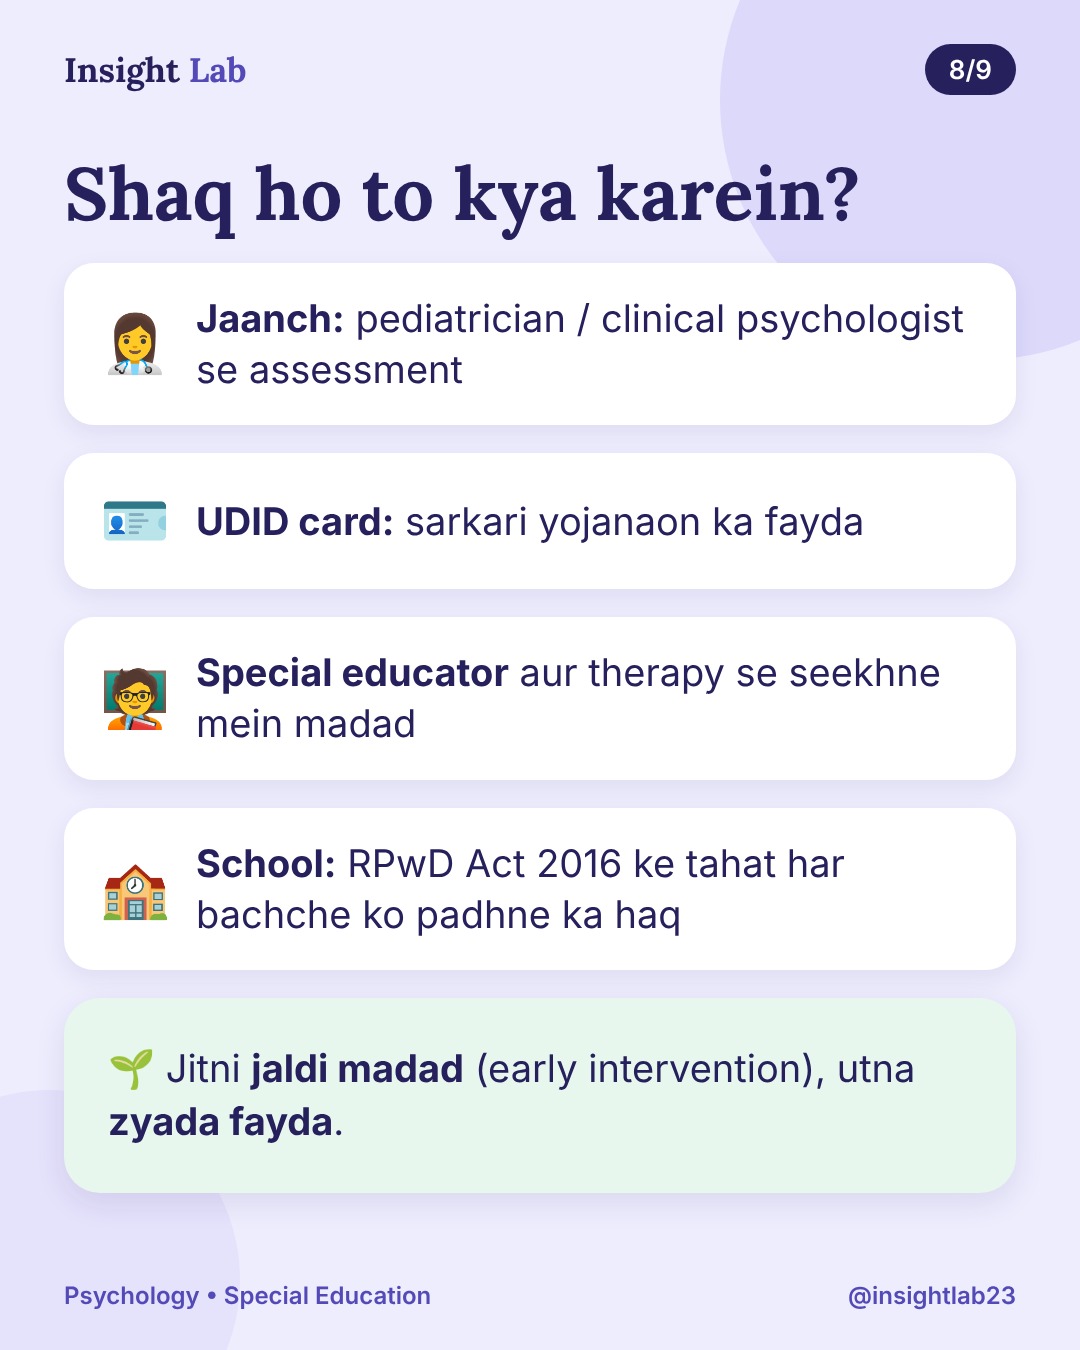 Insight Lab
8/9
Shaq ho to kya karein?
Jaanch: pediatrician / clinical psychologist
se assessment
UDID card: sarkari yojanaon ka fayda
Special educator aur therapy se seekhne
mein madad
School: RPwD Act 2016 ke tahat har
bachche ko padhne ka haq
🌱 Jitni jaldi madad (early intervention), utna
zyada fayda.
Psychology • Special Education
@insightlab23